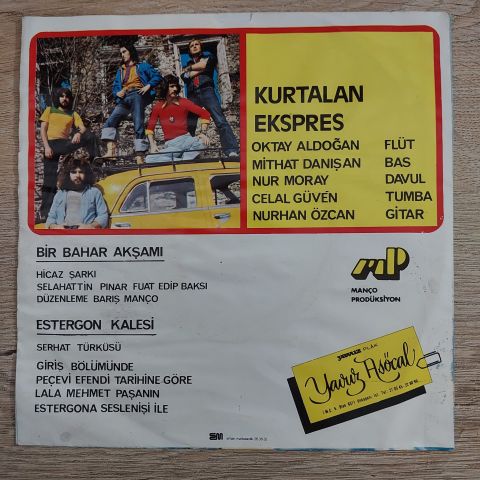 KURTALAN
EKSPRES
OKTAY ALDOĞAN FLÜT
MİTHAT DANIŞAN BAS
NUR MORAY DAVUL
CELAL GÜVEN TUMBA
NURHAN ÖZCAN GİTAR
BİR BAHAR AKŞAMI
HİCAZ ŞARKI
SELAHATTİN PINAR FUAT EDİP BAKSI
DÜZENLEME BARIŞ MANÇO
MANÇO
PRODÜKSİYON
ESTERGON KALESİ
SERHAT TÜRKÜSÜ
GİRİŞ BÖLÜMÜNDE
PEÇEVİ EFENDİ TARİHİNE GÖRE
LALA MEHMET PAŞANIN
ESTERGONA SESLENİŞİ İLE
yavuz PLAK
Yavuz Asöcal